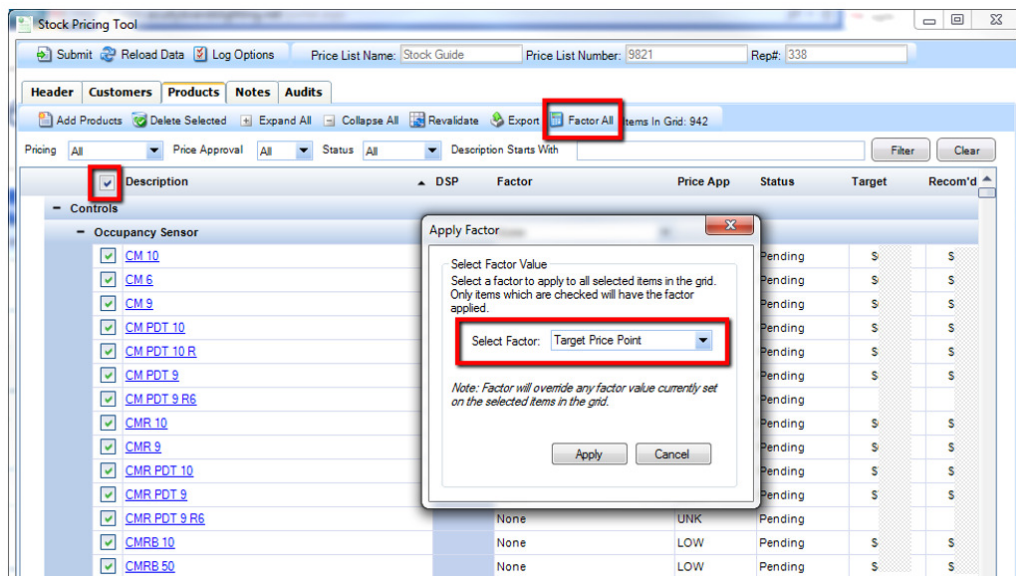 Stock Pricing Tool
Submit Reload Data Log Options Price List Name: Stock Guide Price List Number: 9821 Rep#: 338
Header Customers Products Notes Audits
Add Products Delete Selected Expand All Collapse All Revalidate Export Factor All Items In Grid: 942
Pricing All Price Approval All Status All Description Starts With Filter Clear
Description DSP Factor Price App Status Target Recom'd
Controls
Occupancy Sensor
Apply Factor
Select Factor Value
Select a factor to apply to all selected items in the grid.
Only items which are checked will have the factor
applied.
Select Factor: Target Price Point
Note: Factor will override any factor value currently set
on the selected items in the grid.
Apply Cancel
CM 10 Pending S S
CM 6 Pending S S
CM 9 Pending S S
CM PDT 10 Pending S S
CM PDT 10 R Pending S S
CM PDT 9 Pending S S
CM PDT 9 R6 Pending
CMR 10 Pending S S
CMR 9 Pending S S
CMR PDT 10 Pending S S
CMR PDT 9 Pending S S
CMR PDT 9 R6 None UNK Pending
CMRB 10 None LOW Pending S S
CMRB 50 None LOW Pending S S